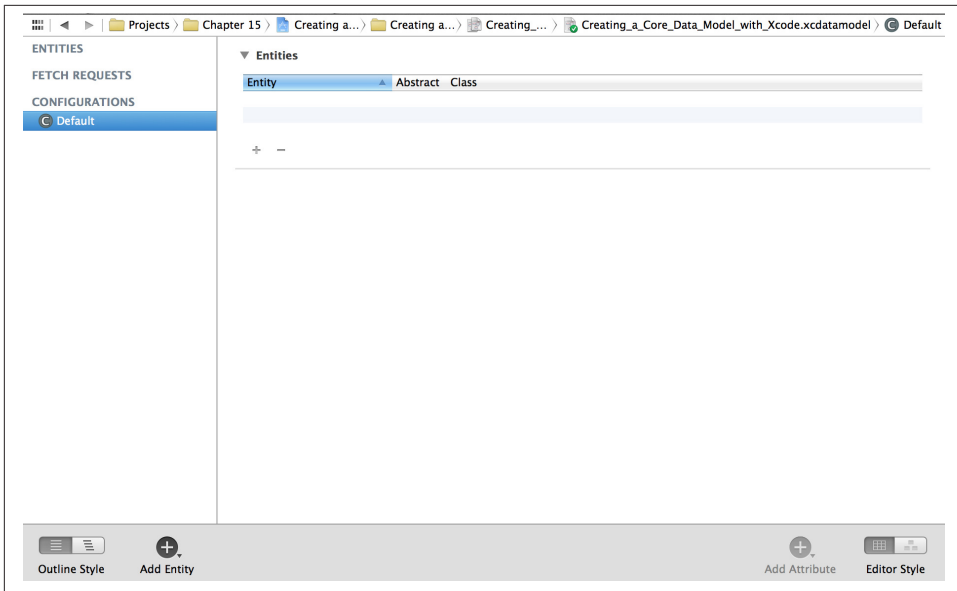 Projects 〉 Chapter 15 〉 Creating a...〉 Creating a...〉 Creating_... 〉 Creating_a_Core_Data_Model_with_Xcode.xcdatamodel 〉 C Default
ENTITIES
FETCH REQUESTS
CONFIGURATIONS
C Default
Entities
Entity Abstract Class
Outline Style
Add Entity
Add Attribute
Editor Style